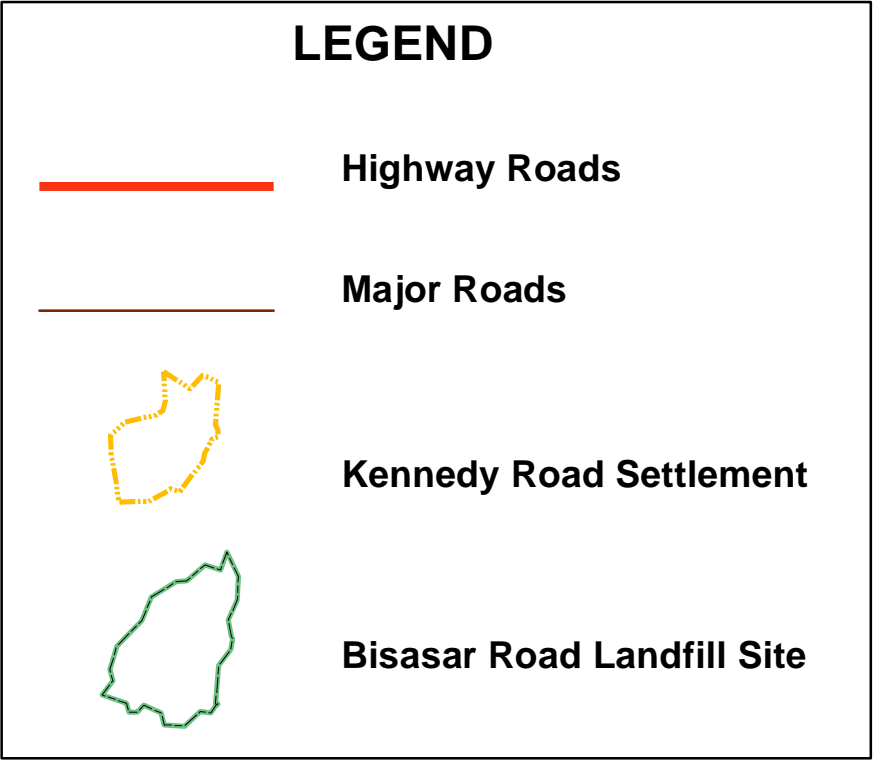 LEGEND
Highway Roads
Major Roads
Kennedy Road Settlement
Bisasar Road Landfill Site